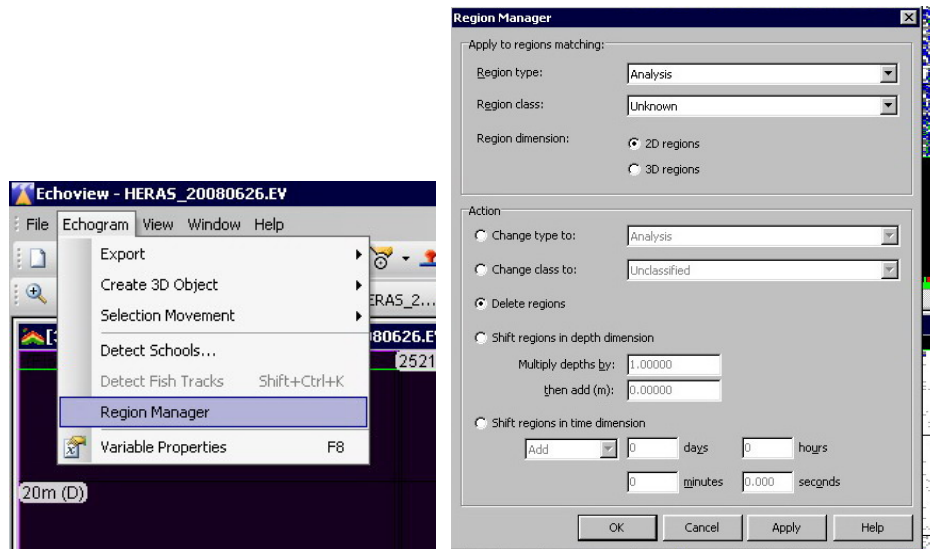 Echoview - HERAS_20080626.EV
File Echogram View Window Help
Export
Create 3D Object
Selection Movement
ERAS_2...
Detect Schools...
80626.E
2521
Detect Fish Tracks Shift+Ctrl+K
Region Manager
Variable Properties F8
20m (D)
Region Manager
Apply to regions matching:
Region type: Analysis
Region class: Unknown
Region dimension: 2D regions
3D regions
Action
Change type to: Analysis
Change class to: Unclassified
Delete regions
Shift regions in depth dimension
Multiply depths by: 1.00000
then add (m): 0.00000
Shift regions in time dimension
Add 0 days 0 hours
0 minutes 0.000 seconds
OK Cancel Apply Help